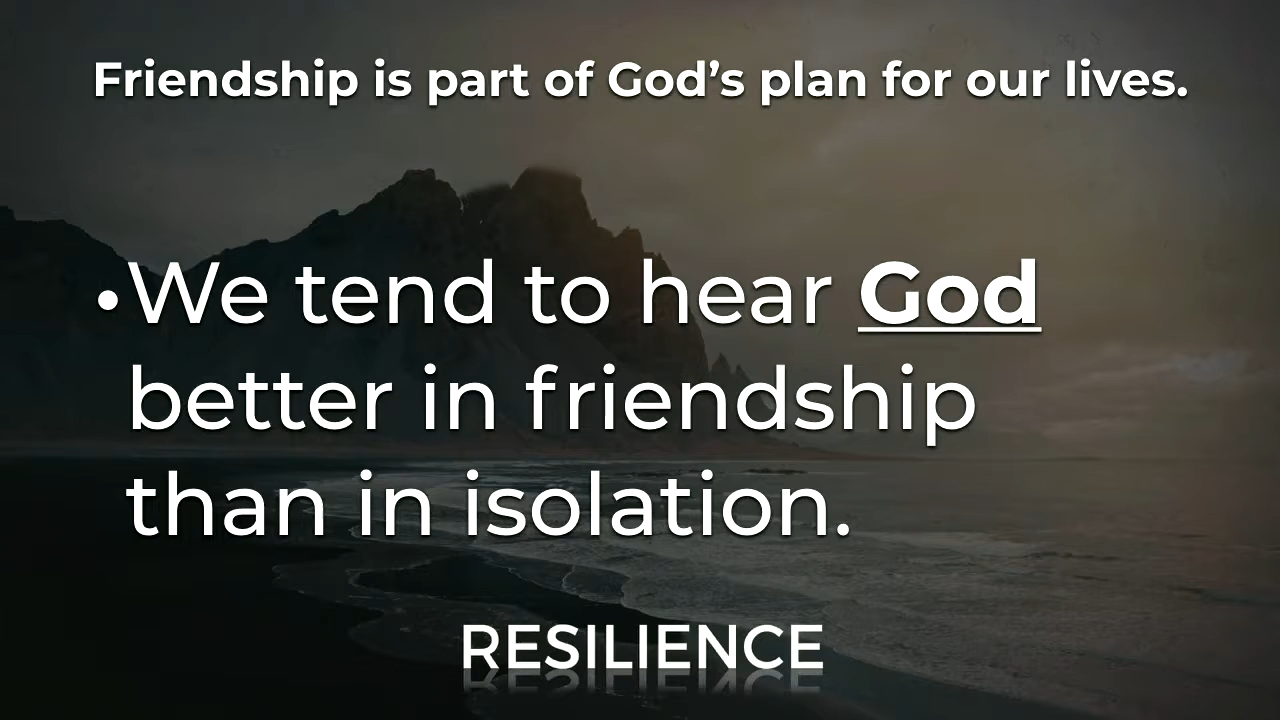 Friendship is part of God’s plan for our lives.
•We tend to hear God
better in friendship
than in isolation.
RESILIENCE